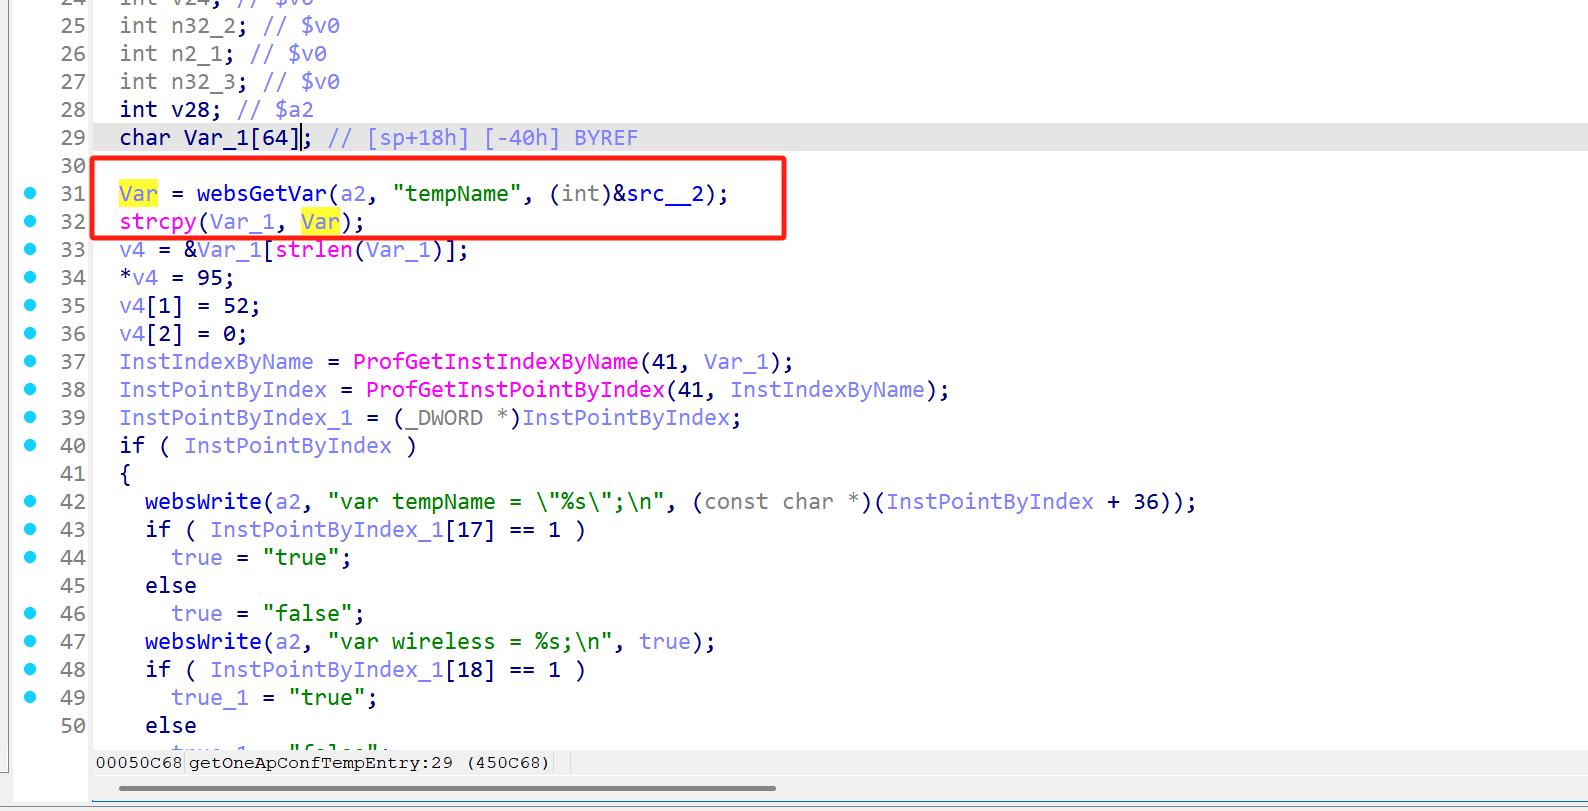 24 int v24; // $v0
25 int n32_2; // $v0
26 int n2_1; // $v0
27 int n32_3; // $v0
28 int v28; // $a2
29 char Var_1[64]; // [sp+18h] [-40h] BYREF
30
31 Var = websGetVar(a2, "tempName", (int)&src__2);
32 strcpy(Var_1, Var);
33 v4 = &Var_1[strlen(Var_1)];
34 *v4 = 95;
35 v4[1] = 52;
36 v4[2] = 0;
37 InstIndexByName = ProfGetInstIndexByName(41, Var_1);
38 InstPointByIndex = ProfGetInstPointByIndex(41, InstIndexByName);
39 InstPointByIndex_1 = (_DWORD *)InstPointByIndex;
40 if ( InstPointByIndex )
41 {
42 websWrite(a2, "var tempName = \"%s\";\n", (const char *)(InstPointByIndex + 36));
43 if ( InstPointByIndex_1[17] == 1 )
44 true = "true";
45 else
46 true = "false";
47 websWrite(a2, "var wireless = %s;\n", true);
48 if ( InstPointByIndex_1[18] == 1 )
49 true_1 = "true";
50 else
true_1 = "false";
00050C68 getOneApConfTempEntry:29 (450C68)